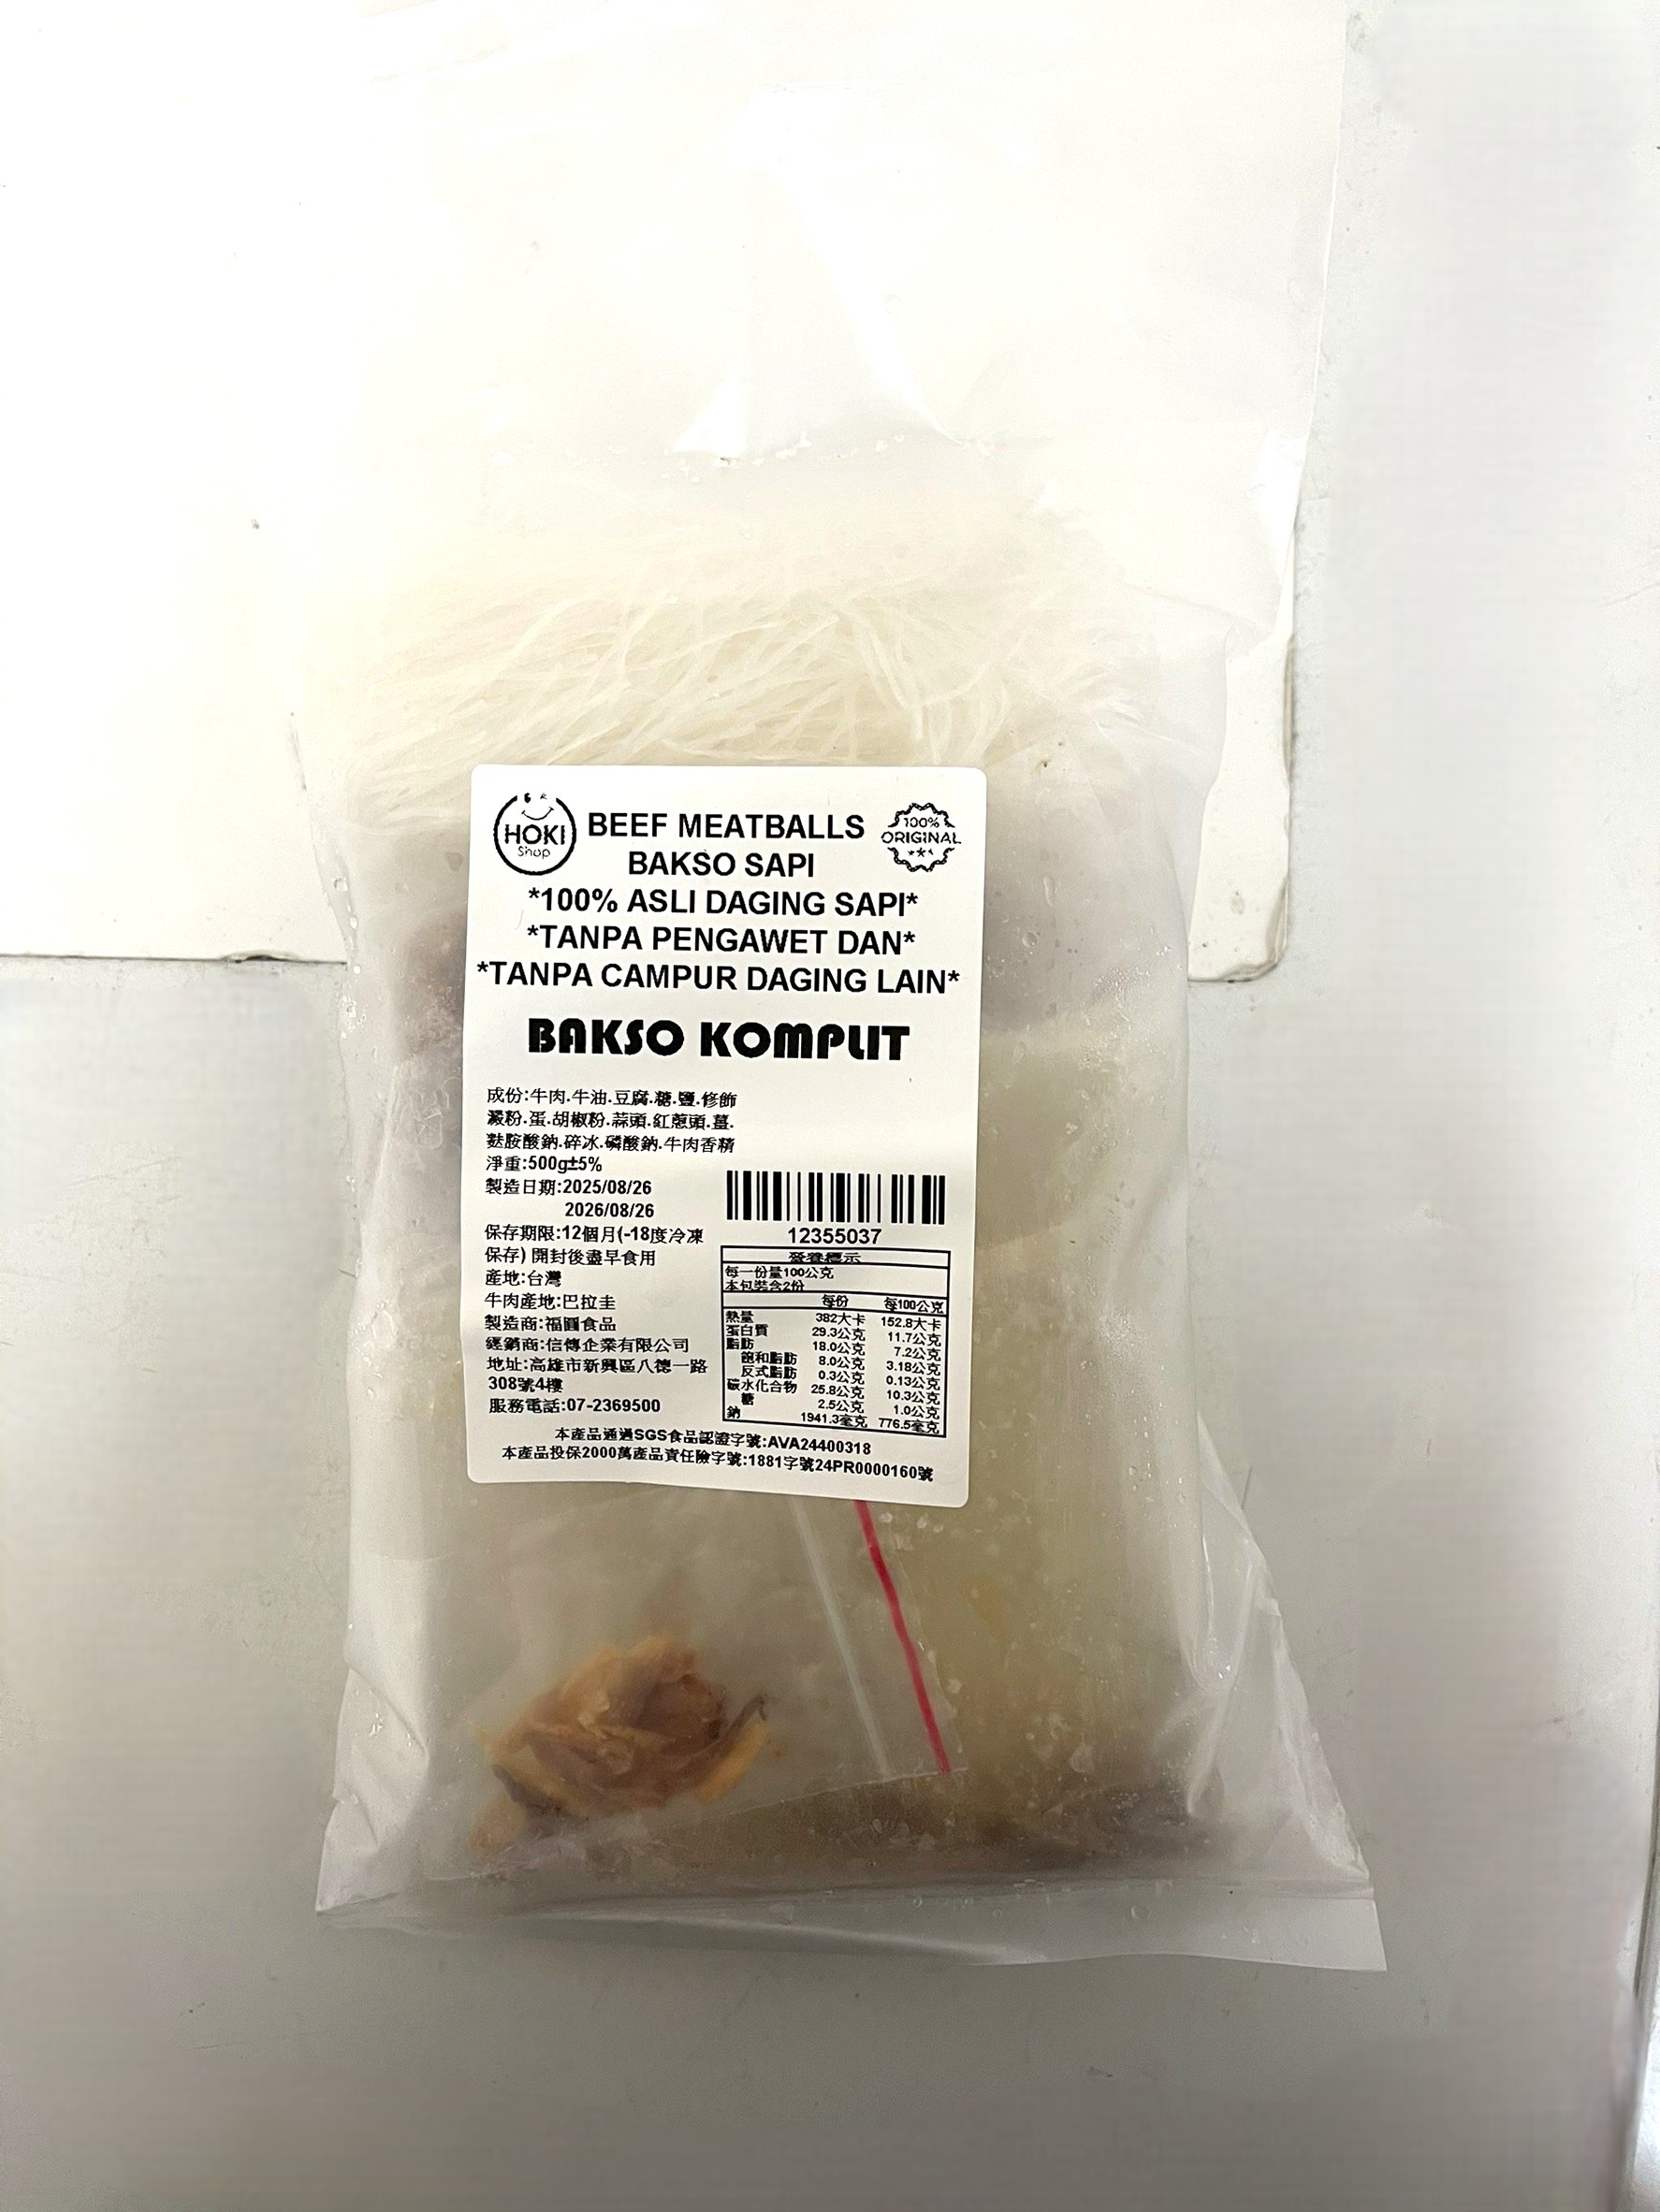 HOKI
Shop
BEEF MEATBALLS
100%
ORIGINAL
BAKSO SAPI
*100% ASLI DAGING SAPI*
*TANPA PENGAWET DAN*
*TANPA CAMPUR DAGING LAIN*
BAKSO KOMPLIT
成份:牛肉.牛油.豆腐.糖.鹽.修飾
澱粉.蛋.胡椒粉.蒜頭.紅蔥頭.薑.
麩胺酸鈉.碎冰.磷酸鈉.牛肉香精
淨重:500g±5%
製造日期:2025/08/26
2026/08/26
保存期限:12個月(-18度冷凍
保存) 開封後盡早食用
產地:台灣
牛肉產地:巴拉圭
製造商:福圓食品
經銷商:信傳企業有限公司
地址:高雄市新興區八德一路
308號4樓
服務電話:07-2369500
12355037
營養標示
每一份量100公克
本包裝含2份
每份 每100公克
熱量 382大卡 152.8大卡
蛋白質 29.3公克 11.7公克
脂肪 18.0公克 7.2公克
飽和脂肪 8.0公克 3.18公克
反式脂肪 0.3公克 0.13公克
碳水化合物 25.8公克 10.3公克
糖 2.5公克 1.0公克
鈉 1941.3毫克 776.5毫克
本產品通過SGS食品認證字號:AVA24400318
本產品投保2000萬產品責任險字號:1881字號24PR0000160號